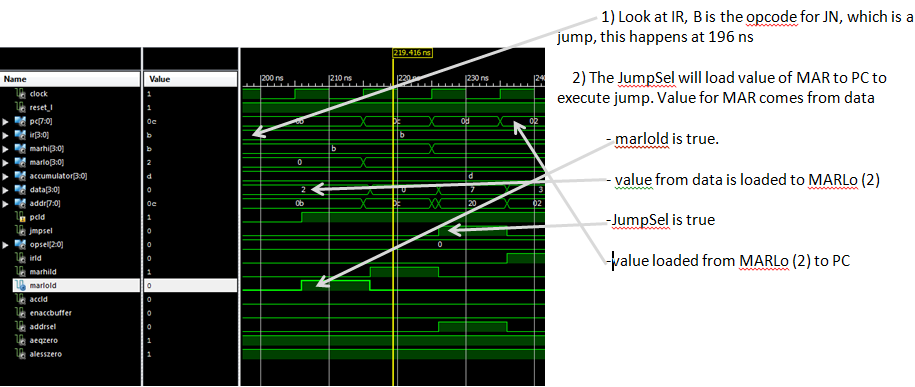 1) Look at IR, B is the opcode for JN, which is a
jump, this happens at 196 ns
2) The JumpSel will load value of MAR to PC to
execute jump. Value for MAR comes from data
- marlold is true.
- value from data is loaded to MARLo (2)
-JumpSel is true
-value loaded from MARLo (2) to PC
219.416 ns
Name Value 200 ns 210 ns 220 ns 230 ns 240
clock 1
reset_l 1
pc[7:0] 0e 0b 0c 0d 02
ir[3:0] b b
marhi[3:0] b b
marlo[3:0] 2 0
accumulator[3:0] d d
data[3:0] 0 2 0 7 3
addr[7:0] 0e 0b 0c 20 02
pcld 1
jmpsel 0
opsel[2:0] 0 0
irld 0
marhild 1
marlold 0
accld 0
enaccbuffer 0
addrsel 0
aeqzero 1
alesszero 1